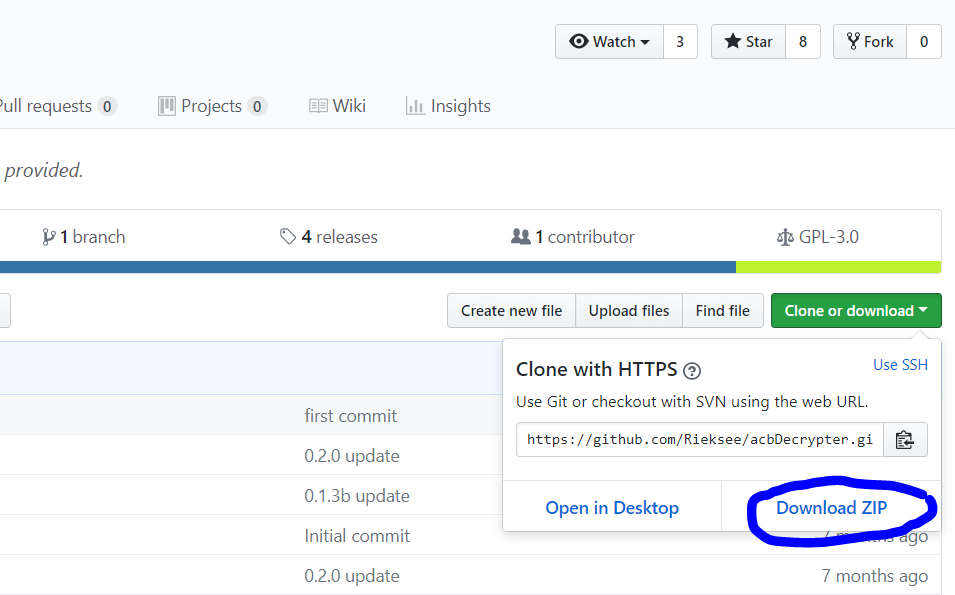 Watch 3 Star 8 Fork 0
Pull requests 0 Projects 0 Wiki Insights
provided.
1 branch 4 releases 1 contributor GPL-3.0
Create new file Upload files Find file Clone or download
Clone with HTTPS ? Use SSH
Use Git or checkout with SVN using the web URL.
https://github.com/Rieksee/acbDecrypter.gi
Open in Desktop Download ZIP
first commit
0.2.0 update
0.1.3b update
Initial commit 7 months ago
0.2.0 update 7 months ago